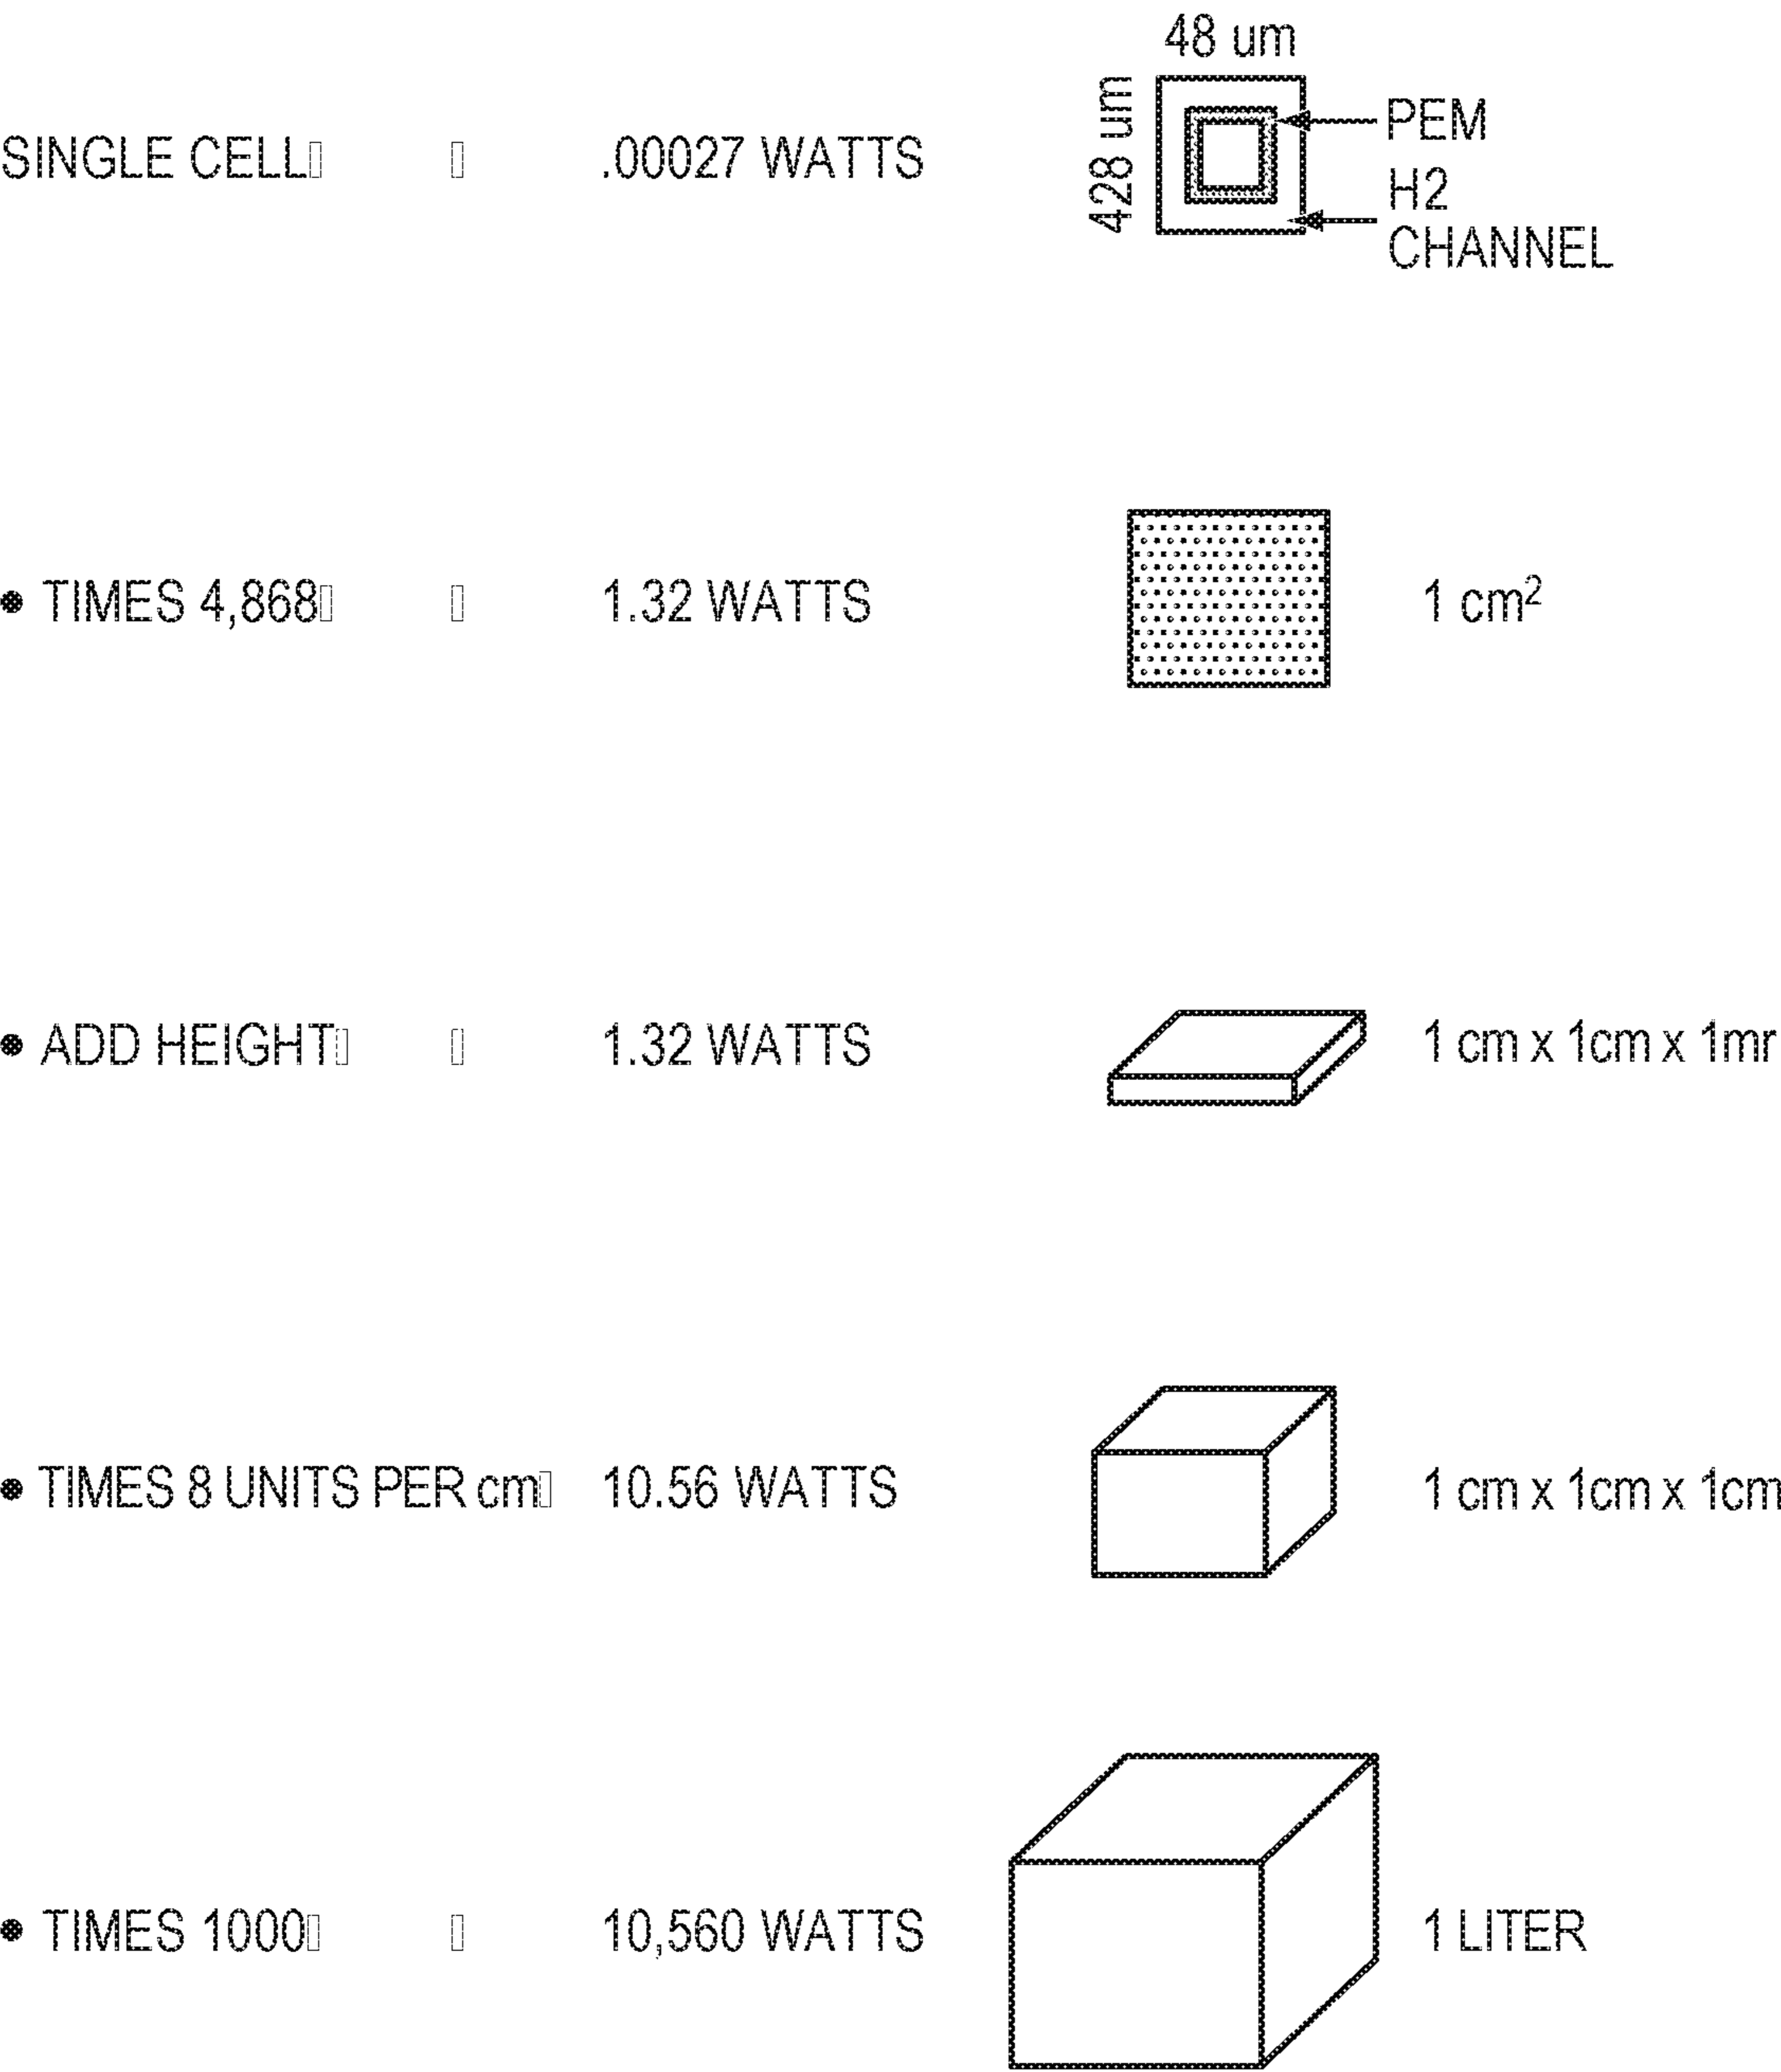 48 um
428 um
SINGLE CELL .00027 WATTS
PEM
H2
CHANNEL
• TIMES 4,868 1.32 WATTS 1 cm²
• ADD HEIGHT 1.32 WATTS 1 cm x 1cm x 1mr
• TIMES 8 UNITS PER cm 10.56 WATTS 1 cm x 1cm x 1cm
• TIMES 1000 10,560 WATTS 1 LITER